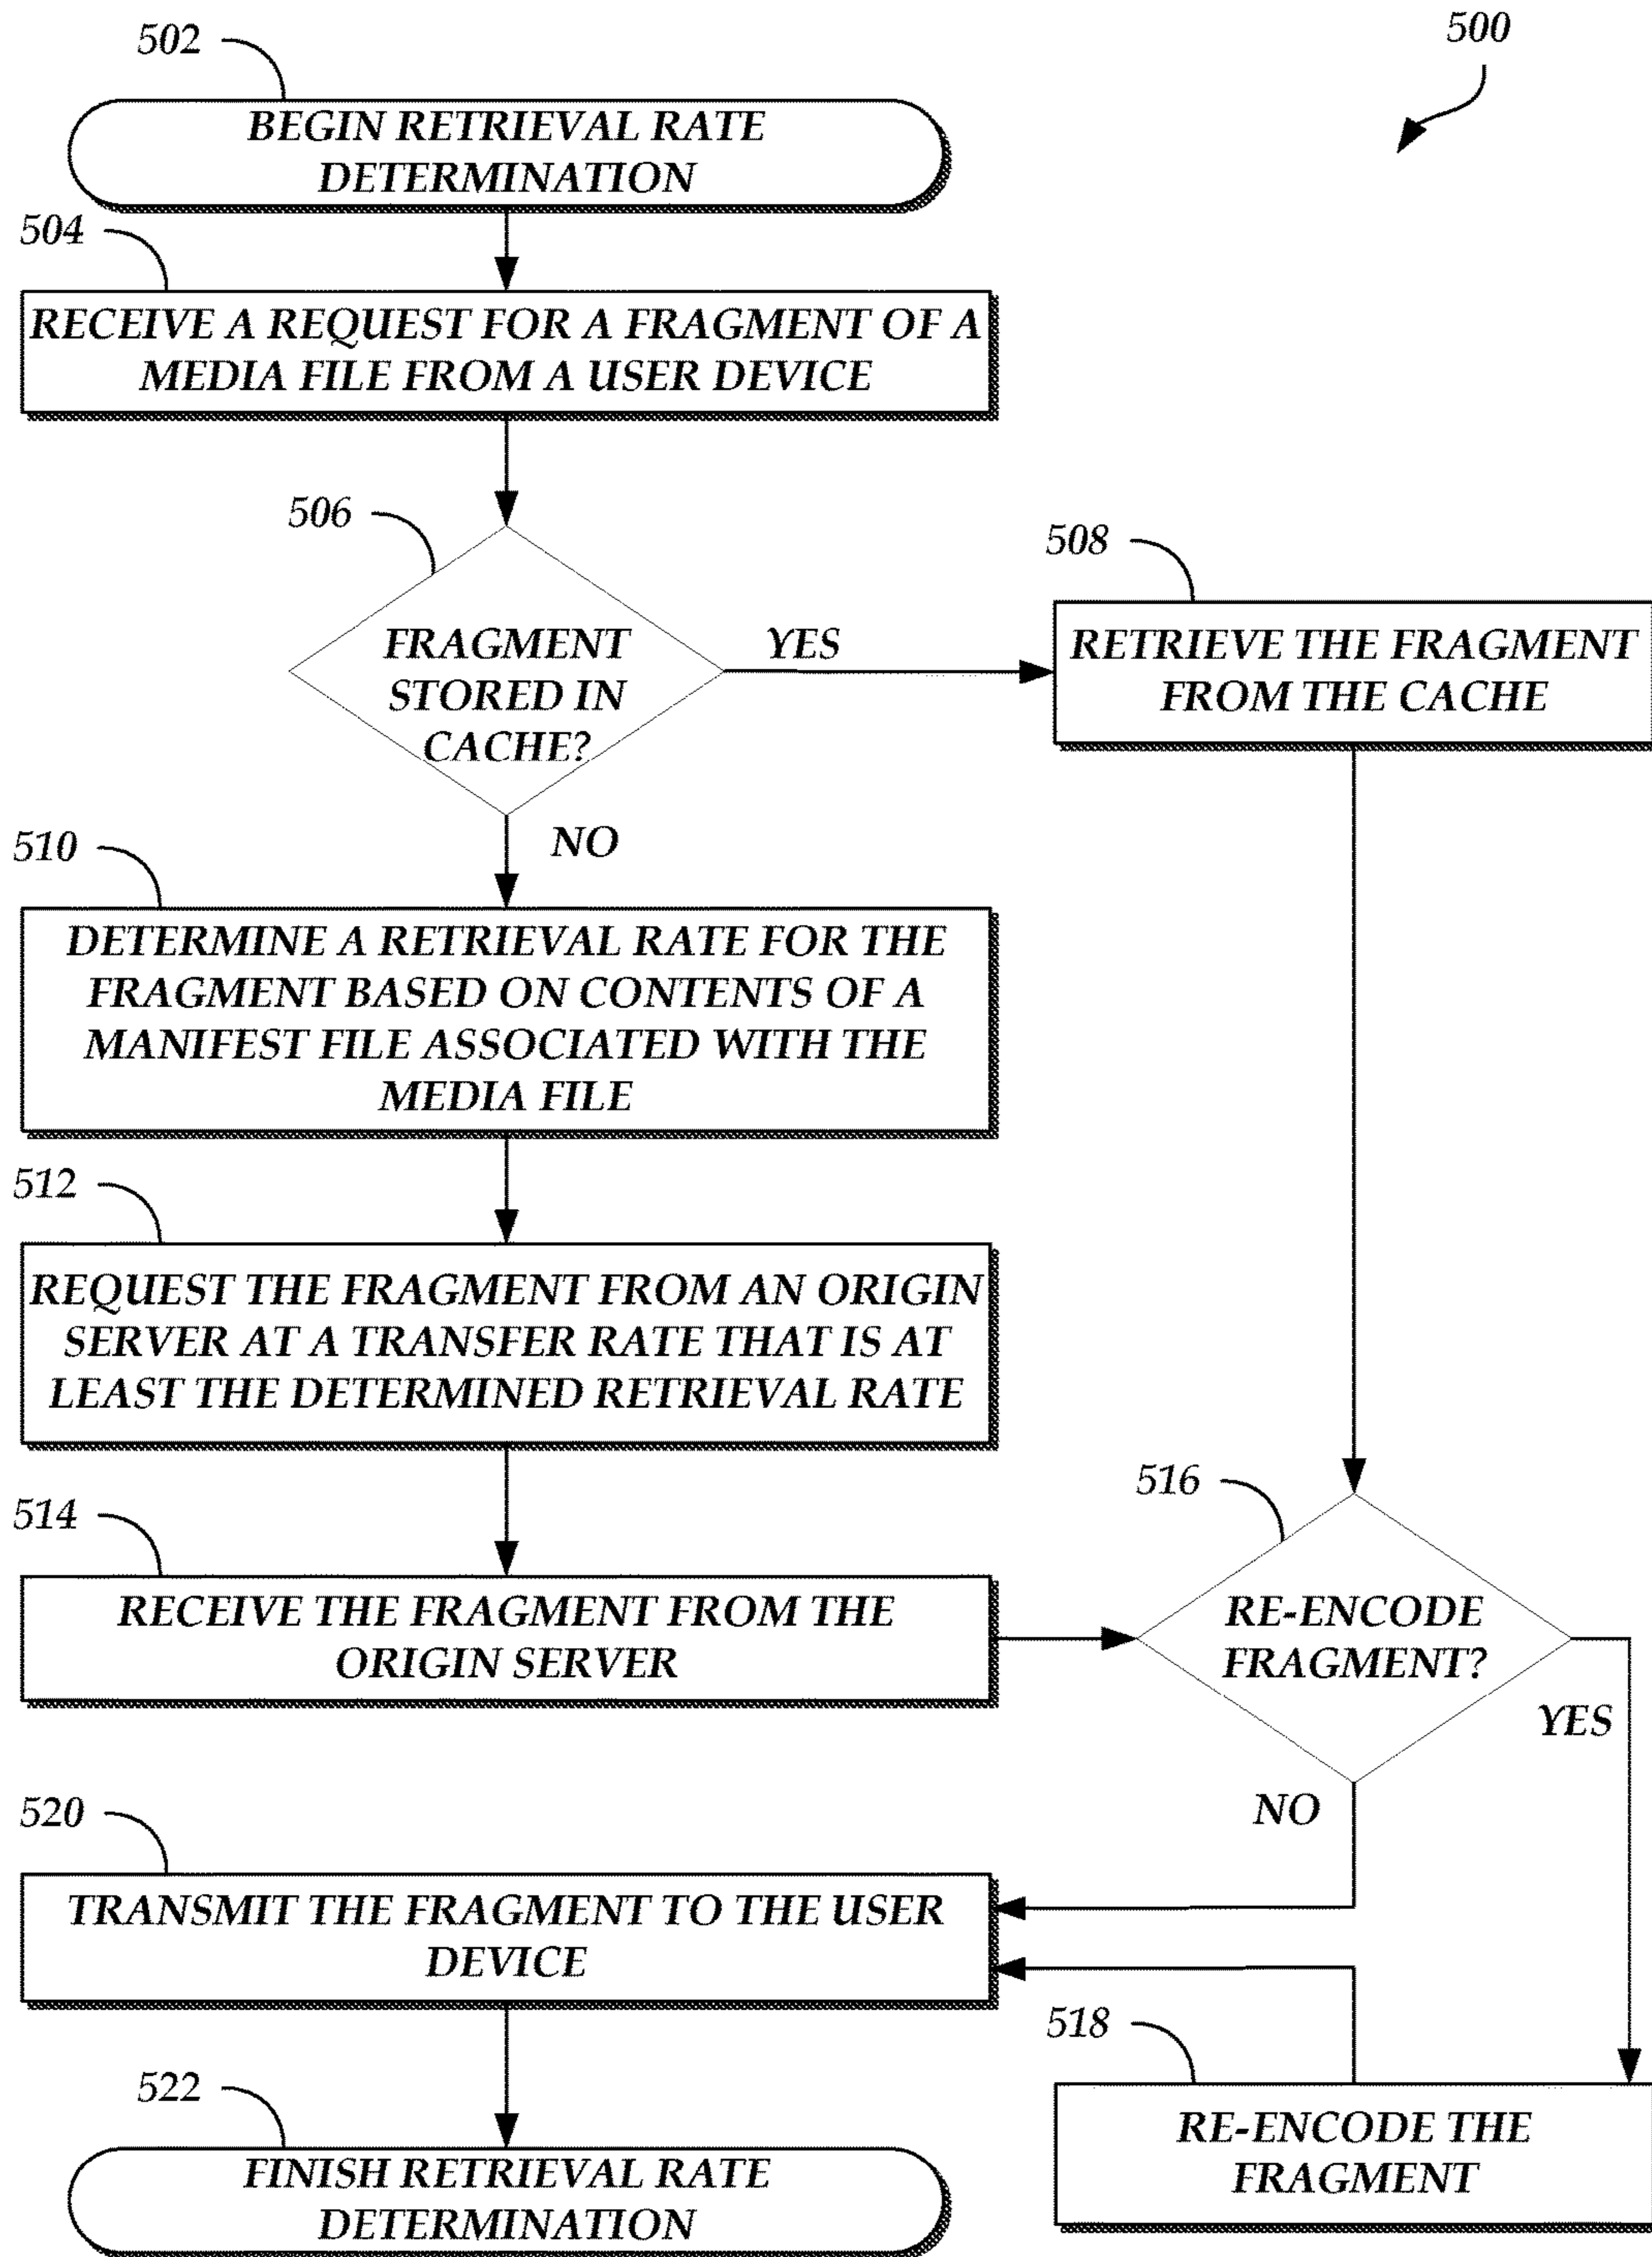 502
500
BEGIN RETRIEVAL RATE
DETERMINATION
504
RECEIVE A REQUEST FOR A FRAGMENT OF A
MEDIA FILE FROM A USER DEVICE
506
FRAGMENT
STORED IN
CACHE?
YES
508
RETRIEVE THE FRAGMENT
FROM THE CACHE
NO
510
DETERMINE A RETRIEVAL RATE FOR THE
FRAGMENT BASED ON CONTENTS OF A
MANIFEST FILE ASSOCIATED WITH THE
MEDIA FILE
512
REQUEST THE FRAGMENT FROM AN ORIGIN
SERVER AT A TRANSFER RATE THAT IS AT
LEAST THE DETERMINED RETRIEVAL RATE
514
RECEIVE THE FRAGMENT FROM THE
ORIGIN SERVER
516
RE-ENCODE
FRAGMENT?
YES
NO
520
TRANSMIT THE FRAGMENT TO THE USER
DEVICE
518
RE-ENCODE THE
FRAGMENT
522
FINISH RETRIEVAL RATE
DETERMINATION